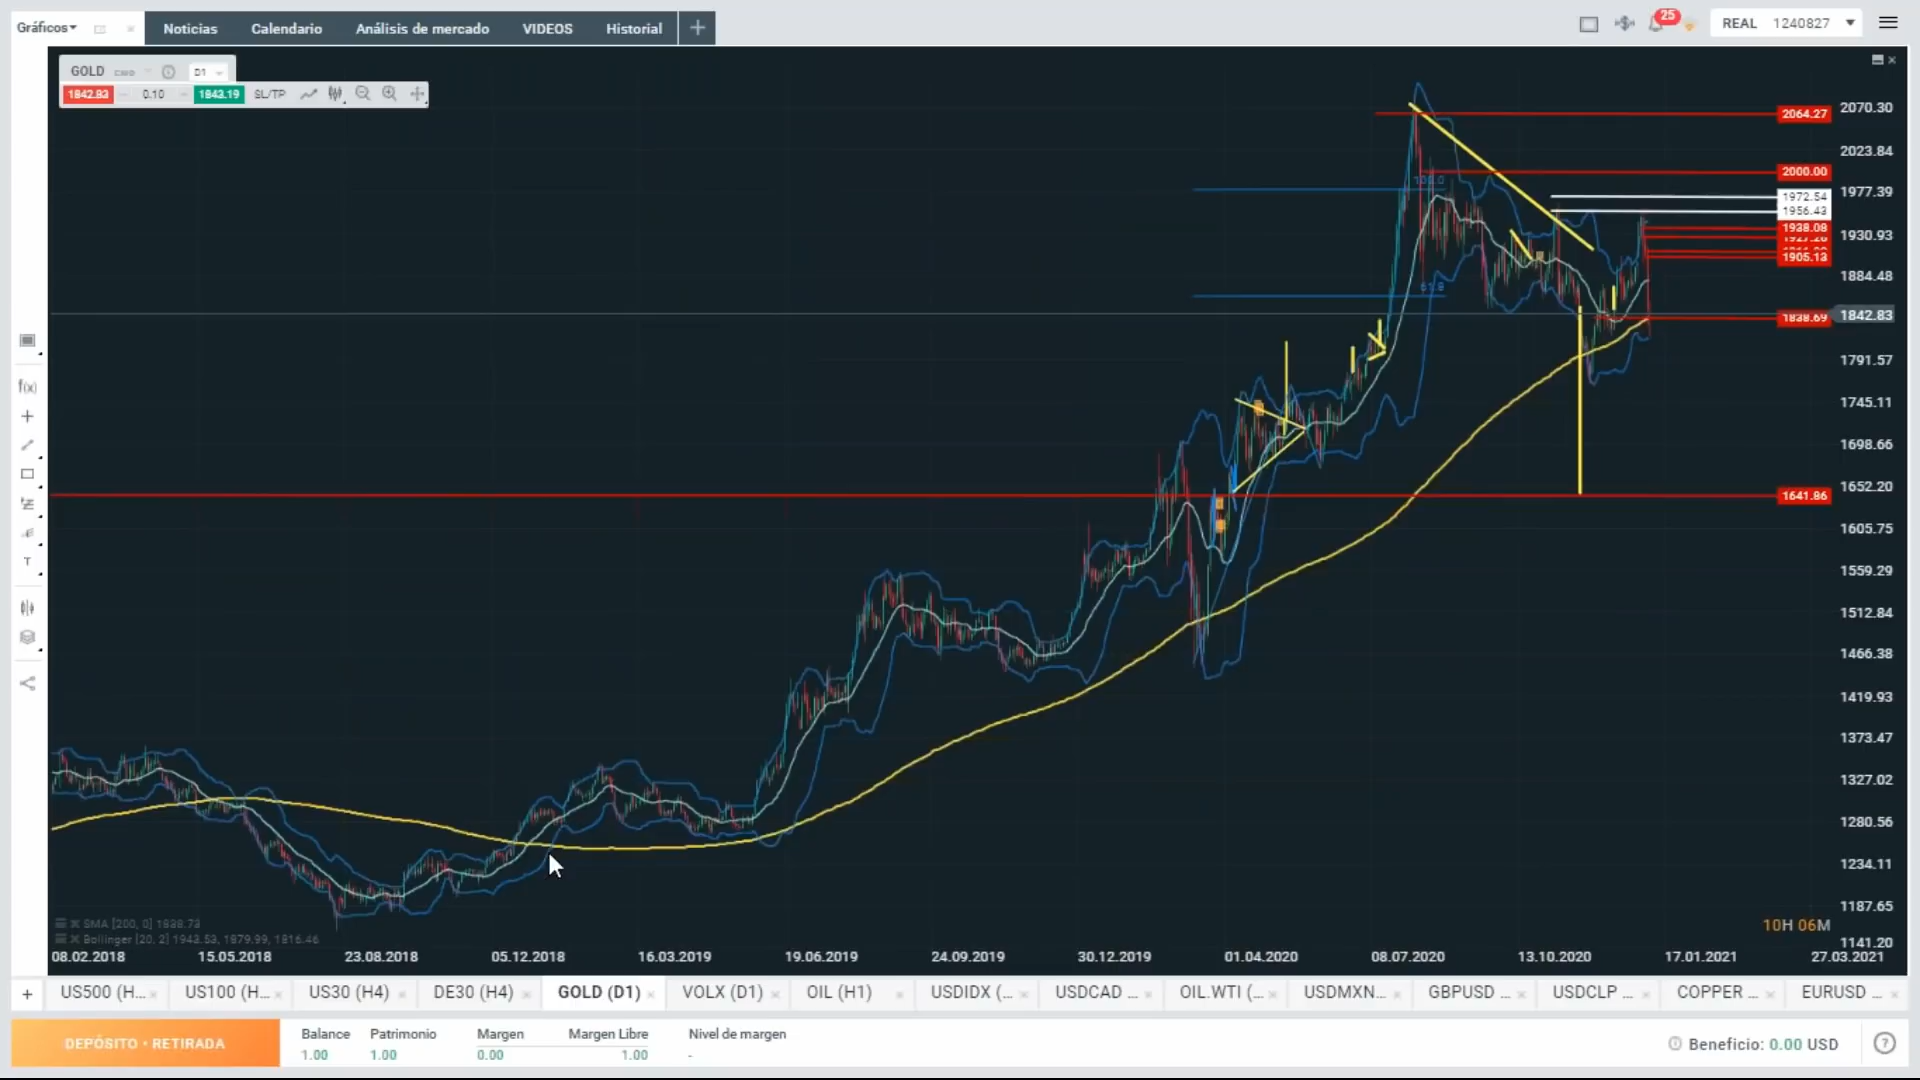 Gráficos
Noticias
Calendario
Análisis de mercado
VIDEOS
Historial
25
REAL 1240827
GOLD CMD D1
1842.83 0.10 1843.19 SL/TP
2070.30
2064.27
2023.84
2000.00
1977.39
1972.54
1956.43
1938.08
1930.93
1905.13
1884.48
1842.83
1838.69
1791.57
1745.11
1698.66
1652.20
1641.86
1605.75
1559.29
1512.84
1466.38
1419.93
1373.47
1327.02
1280.56
1234.11
1187.65
1141.20
61.8
f(x)
T
SMA [200, 0] 1838.73
10H 06M
08.02.2018 15.05.2018 23.08.2018 05.12.2018 16.03.2019 19.06.2019 24.09.2019 30.12.2019 01.04.2020 08.07.2020 13.10.2020 17.01.2021 27.03.2021
US500 (H... US100 (H... US30 (H4) DE30 (H4) GOLD (D1) VOLX (D1) OIL (H1) USDIDX (... USDCAD ... OIL.WTI (... USDMXN... GBPUSD ... USDCLP ... COPPER ... EURUSD ...
DEPÓSITO • RETIRADA
Balance Patrimonio Margen Margen Libre Nivel de margen
1.00 1.00 0.00 1.00 -
Beneficio: 0.00 USD